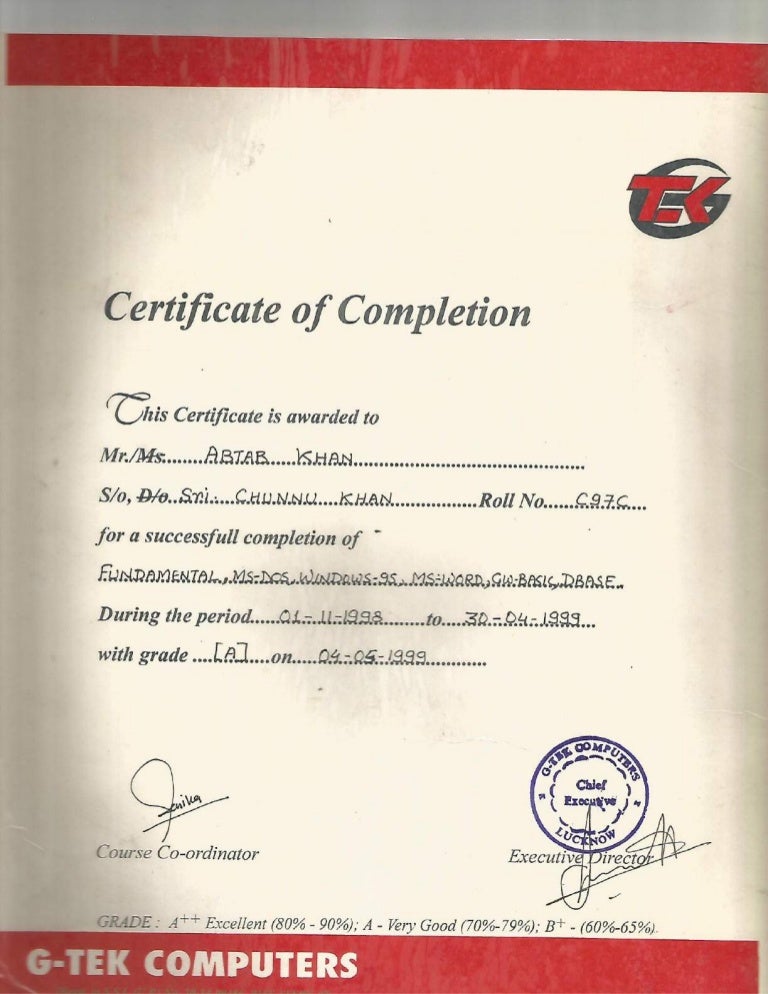 TEK
Certificate of Completion
This Certificate is awarded to
Mr./Ms........ABTAR....KHAN.......................................................
S/o, D/o..Sri....CHUNNU....KHAN....................Roll No......C97C....
for a successfull completion of
FUNDAMENTAL, MS-DOS, WINDOWS-95, MS-WORD, GW-BASIC, DBASE..
During the period.....01-11-1998........to....30-04-1999...
with grade ....[A]....on.....04-05-1999.............
G-TEK COMPUTERS
Chief
Executive
LUCKNOW
Course Co-ordinator
Executive Director
GRADE : A++ Excellent (80% - 90%); A - Very Good (70%-79%); B+ - (60%-65%).
G-TEK COMPUTERS